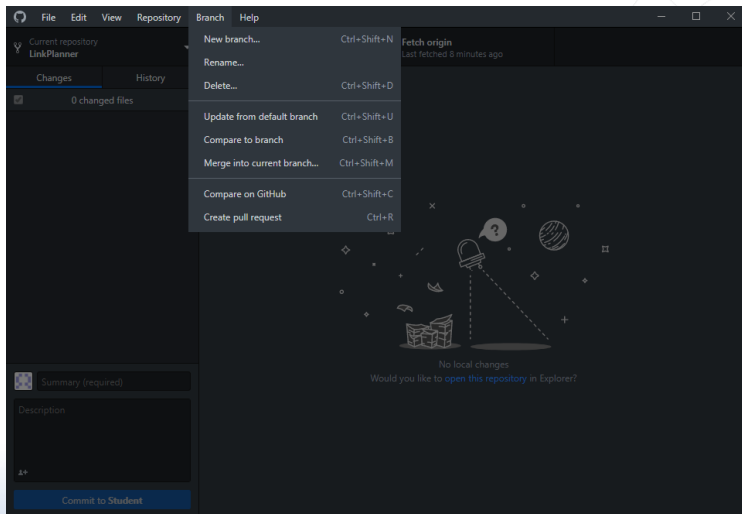 File Edit View Repository Branch Help
Current repository
LinkPlanner
Fetch origin
Last fetched 8 minutes ago
Changes History
0 changed files
New branch... Ctrl+Shift+N
Rename...
Delete... Ctrl+Shift+D
Update from default branch Ctrl+Shift+U
Compare to branch Ctrl+Shift+B
Merge into current branch... Ctrl+Shift+M
Compare on GitHub Ctrl+Shift+C
Create pull request Ctrl+R
?
No local changes
Would you like to open this repository in Explorer?
Summary (required)
Description
Commit to Student